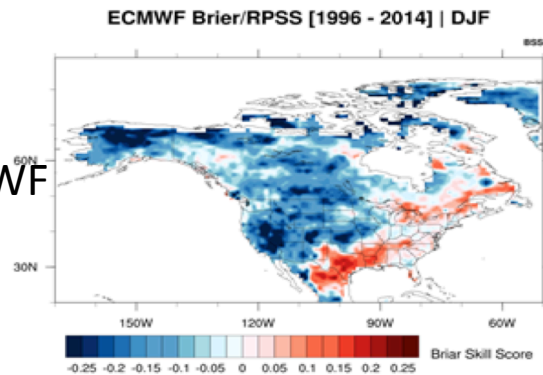 ECMWF Brier/RPSS [1996 - 2014] | DJF
BSS
60N
WF
30N
150W 120W 90W 60W
-0.25 -0.2 -0.15 -0.1 -0.05 0 0.05 0.1 0.15 0.2 0.25
Briar Skill Score